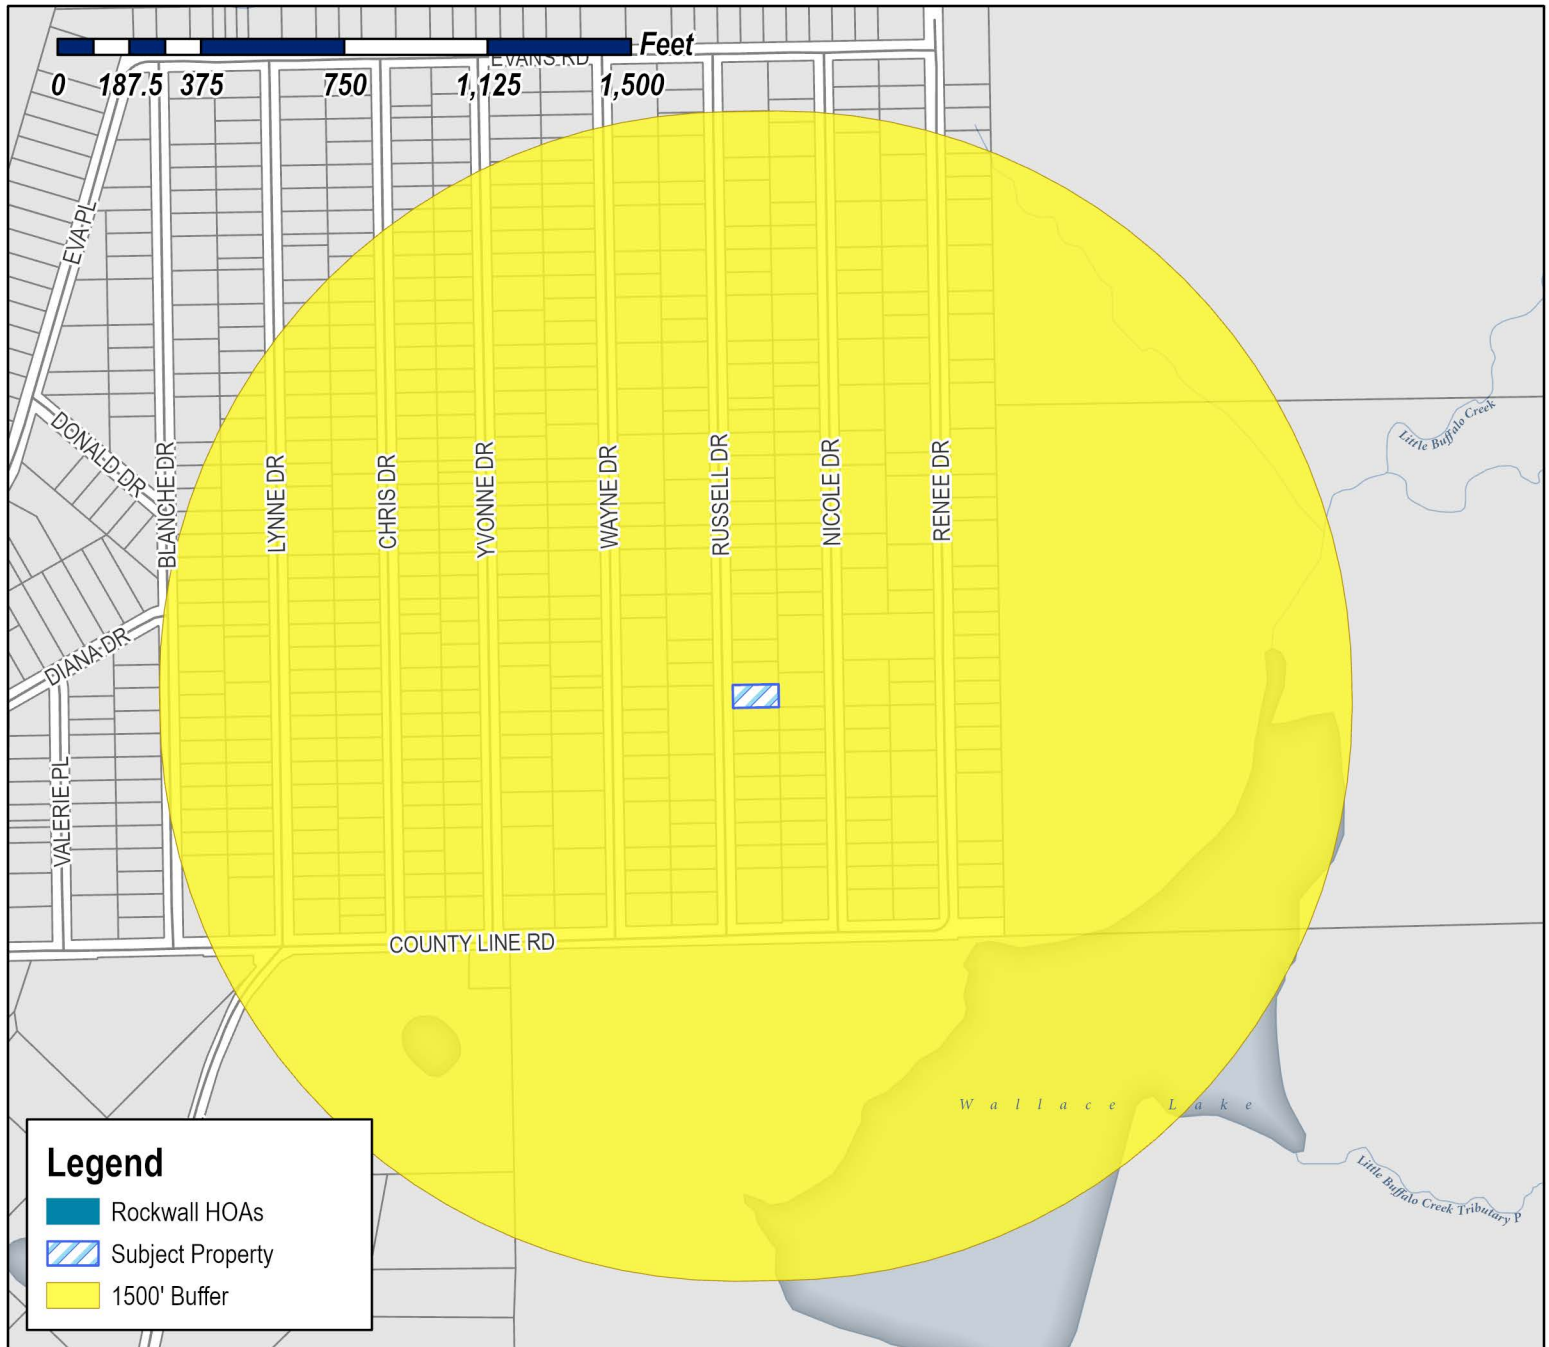 Feet
EVANS RD
0 187.5 375 750 1,125 1,500
EVA PL
Little Buffalo Creek
DONALD DR
BLANCHE DR
LYNNE DR
CHRIS DR
YVONNE DR
WAYNE DR
RUSSELL DR
NICOLE DR
RENEE DR
DIANA DR
VALERIE PL
COUNTY LINE RD
Wallace Lake
Little Buffalo Creek Tributary P
Legend
Rockwall HOAs
Subject Property
1500' Buffer